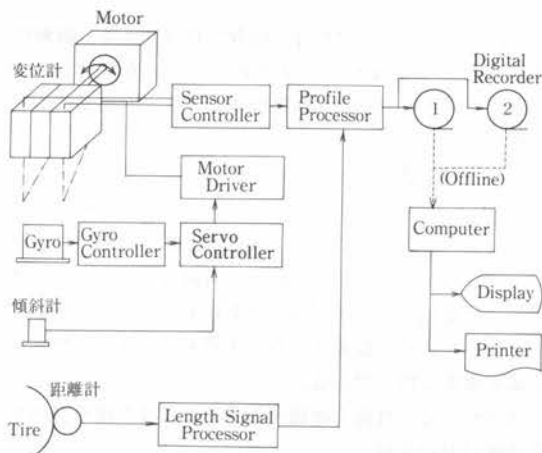 Motor
変位計
Sensor
Controller
Profile
Processor
Digital
Recorder
1
2
(Offline)
Motor
Driver
Gyro
Gyro
Controller
Servo
Controller
Computer
傾斜計
Display
Printer
距離計
Tire
Length Signal
Processor